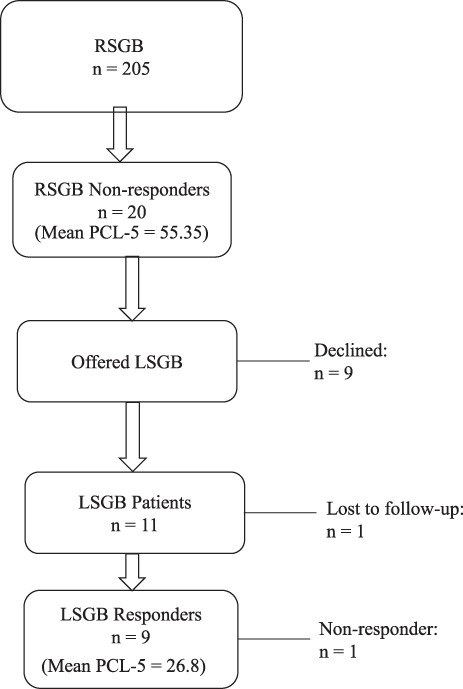 RSGB
n = 205
RSGB Non-responders
n = 20
(Mean PCL-5 = 55.35)
Offered LSGB
Declined:
n = 9
LSGB Patients
n = 11
Lost to follow-up:
n = 1
LSGB Responders
n = 9
(Mean PCL-5 = 26.8)
Non-responder:
n = 1